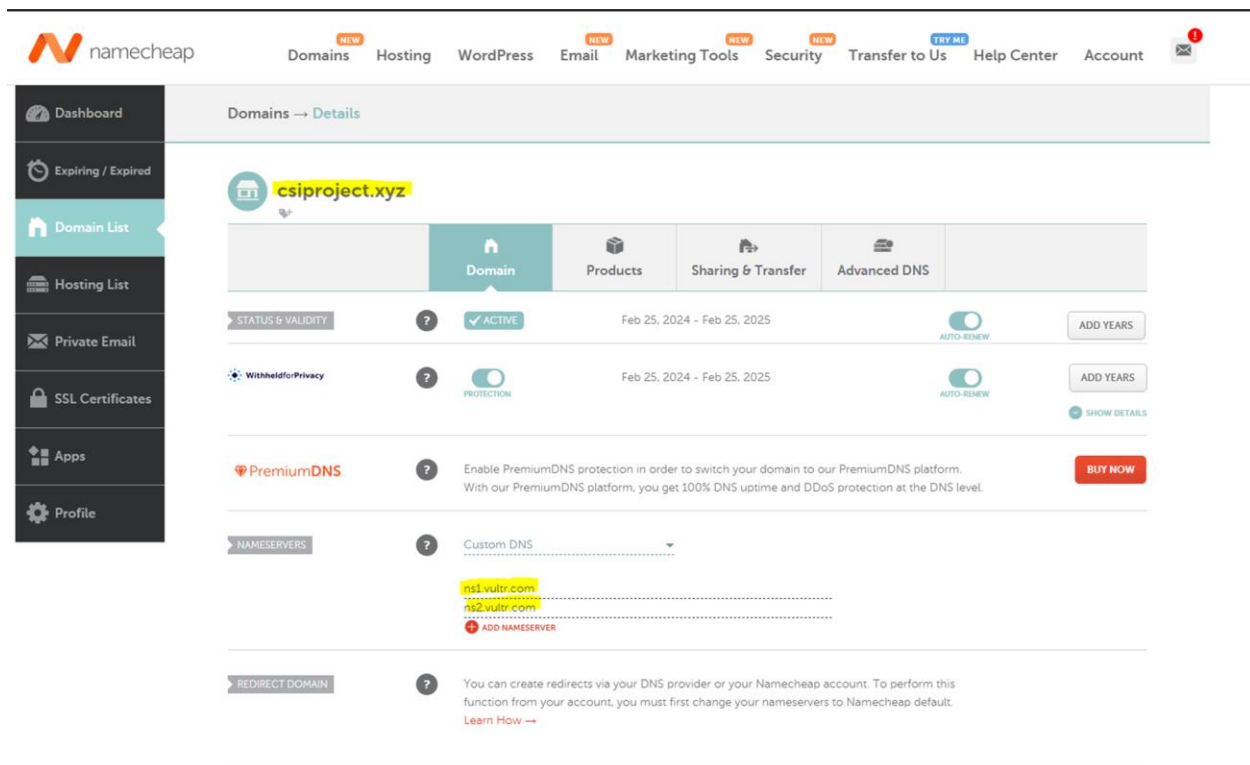 NEW NEW NEW NEW TRY ME !
namecheap Domains Hosting WordPress Email Marketing Tools Security Transfer to Us Help Center Account
Dashboard
Expiring / Expired
Domain List
Hosting List
Private Email
SSL Certificates
Apps
Profile
Domains → Details
csiproject.xyz
Domain Products Sharing & Transfer Advanced DNS
STATUS & VALIDITY ? ACTIVE Feb 25, 2024 - Feb 25, 2025 AUTO-RENEW ADD YEARS
WithheldforPrivacy ? PROTECTION Feb 25, 2024 - Feb 25, 2025 AUTO-RENEW ADD YEARS
SHOW DETAILS
PremiumDNS ? Enable PremiumDNS protection in order to switch your domain to our PremiumDNS platform. BUY NOW
With our PremiumDNS platform, you get 100% DNS uptime and DDoS protection at the DNS level.
NAMESERVERS ? Custom DNS
ns1.vultr.com
ns2.vultr.com
ADD NAMESERVER
REDIRECT DOMAIN ? You can create redirects via your DNS provider or your Namecheap account. To perform this
function from your account, you must first change your nameservers to Namecheap default.
Learn How →